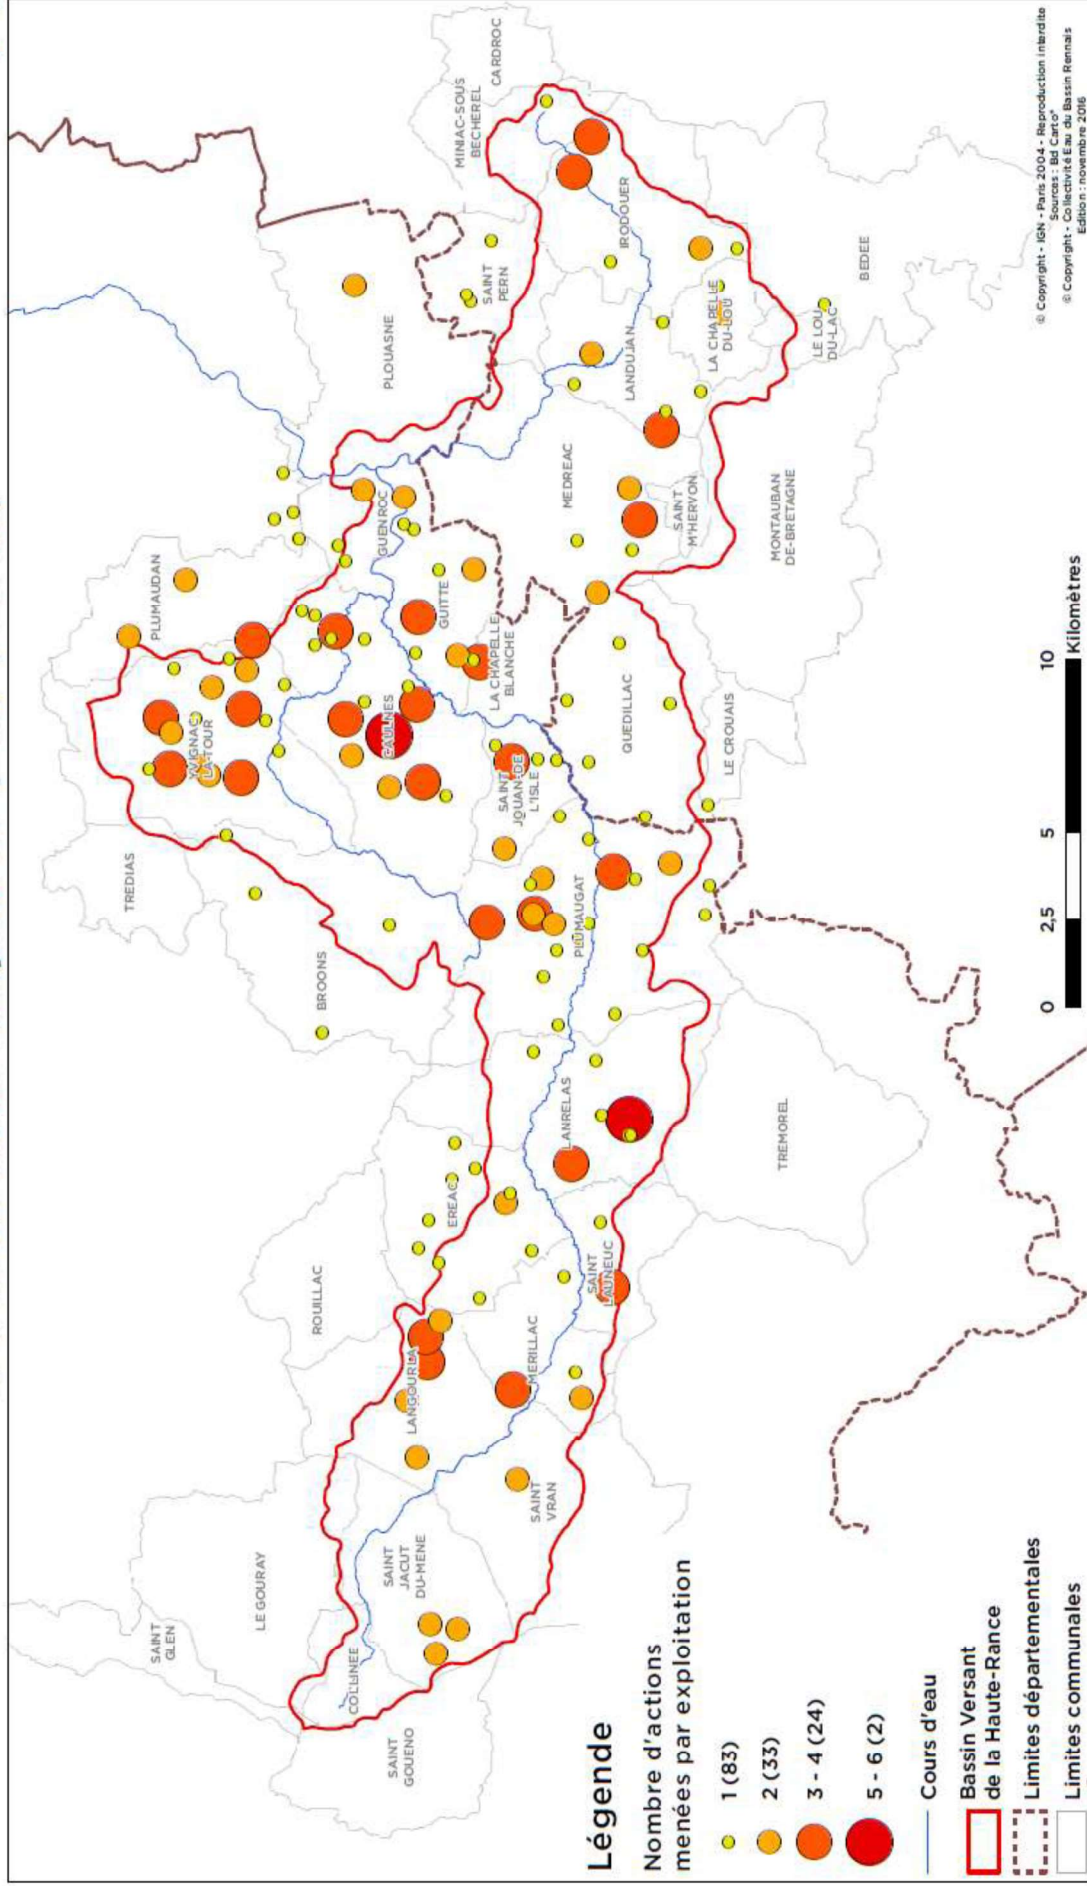 SAINT
GLEN
LE GOURAY
SAINT
GOUENO
COLLINEE
SAINT
JACUT
DU-MENE
SAINT
VRAN
LANGOURLA
MERILLAC
ROUILLAC
EREAC
SAINT
LAUNEUC
LANRELAS
TREMOREL
BROONS
TREDIAS
YVIGNAC
LA-TOUR
PLUMAUDAN
CAULNES
PLUMAUGAT
SAINT
JOUAN-DE
L'ISLE
LA CHAPELLE
BLANCHE
GUITTE
GUENROC
QUEDILLAC
LE CROUAIS
PLOUASNE
SAINT
PERN
MEDREAC
SAINT
M'HERVON
MONTAUBAN
DE-BRETAGNE
LANDUJAN
LA CHAPELLE
DU-LOU
LE LOU
DU-LAC
IRODOUER
BEDEE
MINIAC-SOUS
BECHEREL
CARDROC
Légende
Nombre d'actions
menées par exploitation
1 (83)
2 (33)
3 - 4 (24)
5 - 6 (2)
Cours d'eau
Bassin Versant
de la Haute-Rance
Limites départementales
Limites communales
0 2,5 5 10
Kilomètres
© Copyright - IGN - Paris 2004 - Reproduction interdite
Sources : Bd Carto®
© Copyright - Collectivité Eau du Bassin Rennais
Edition : novembre 2016